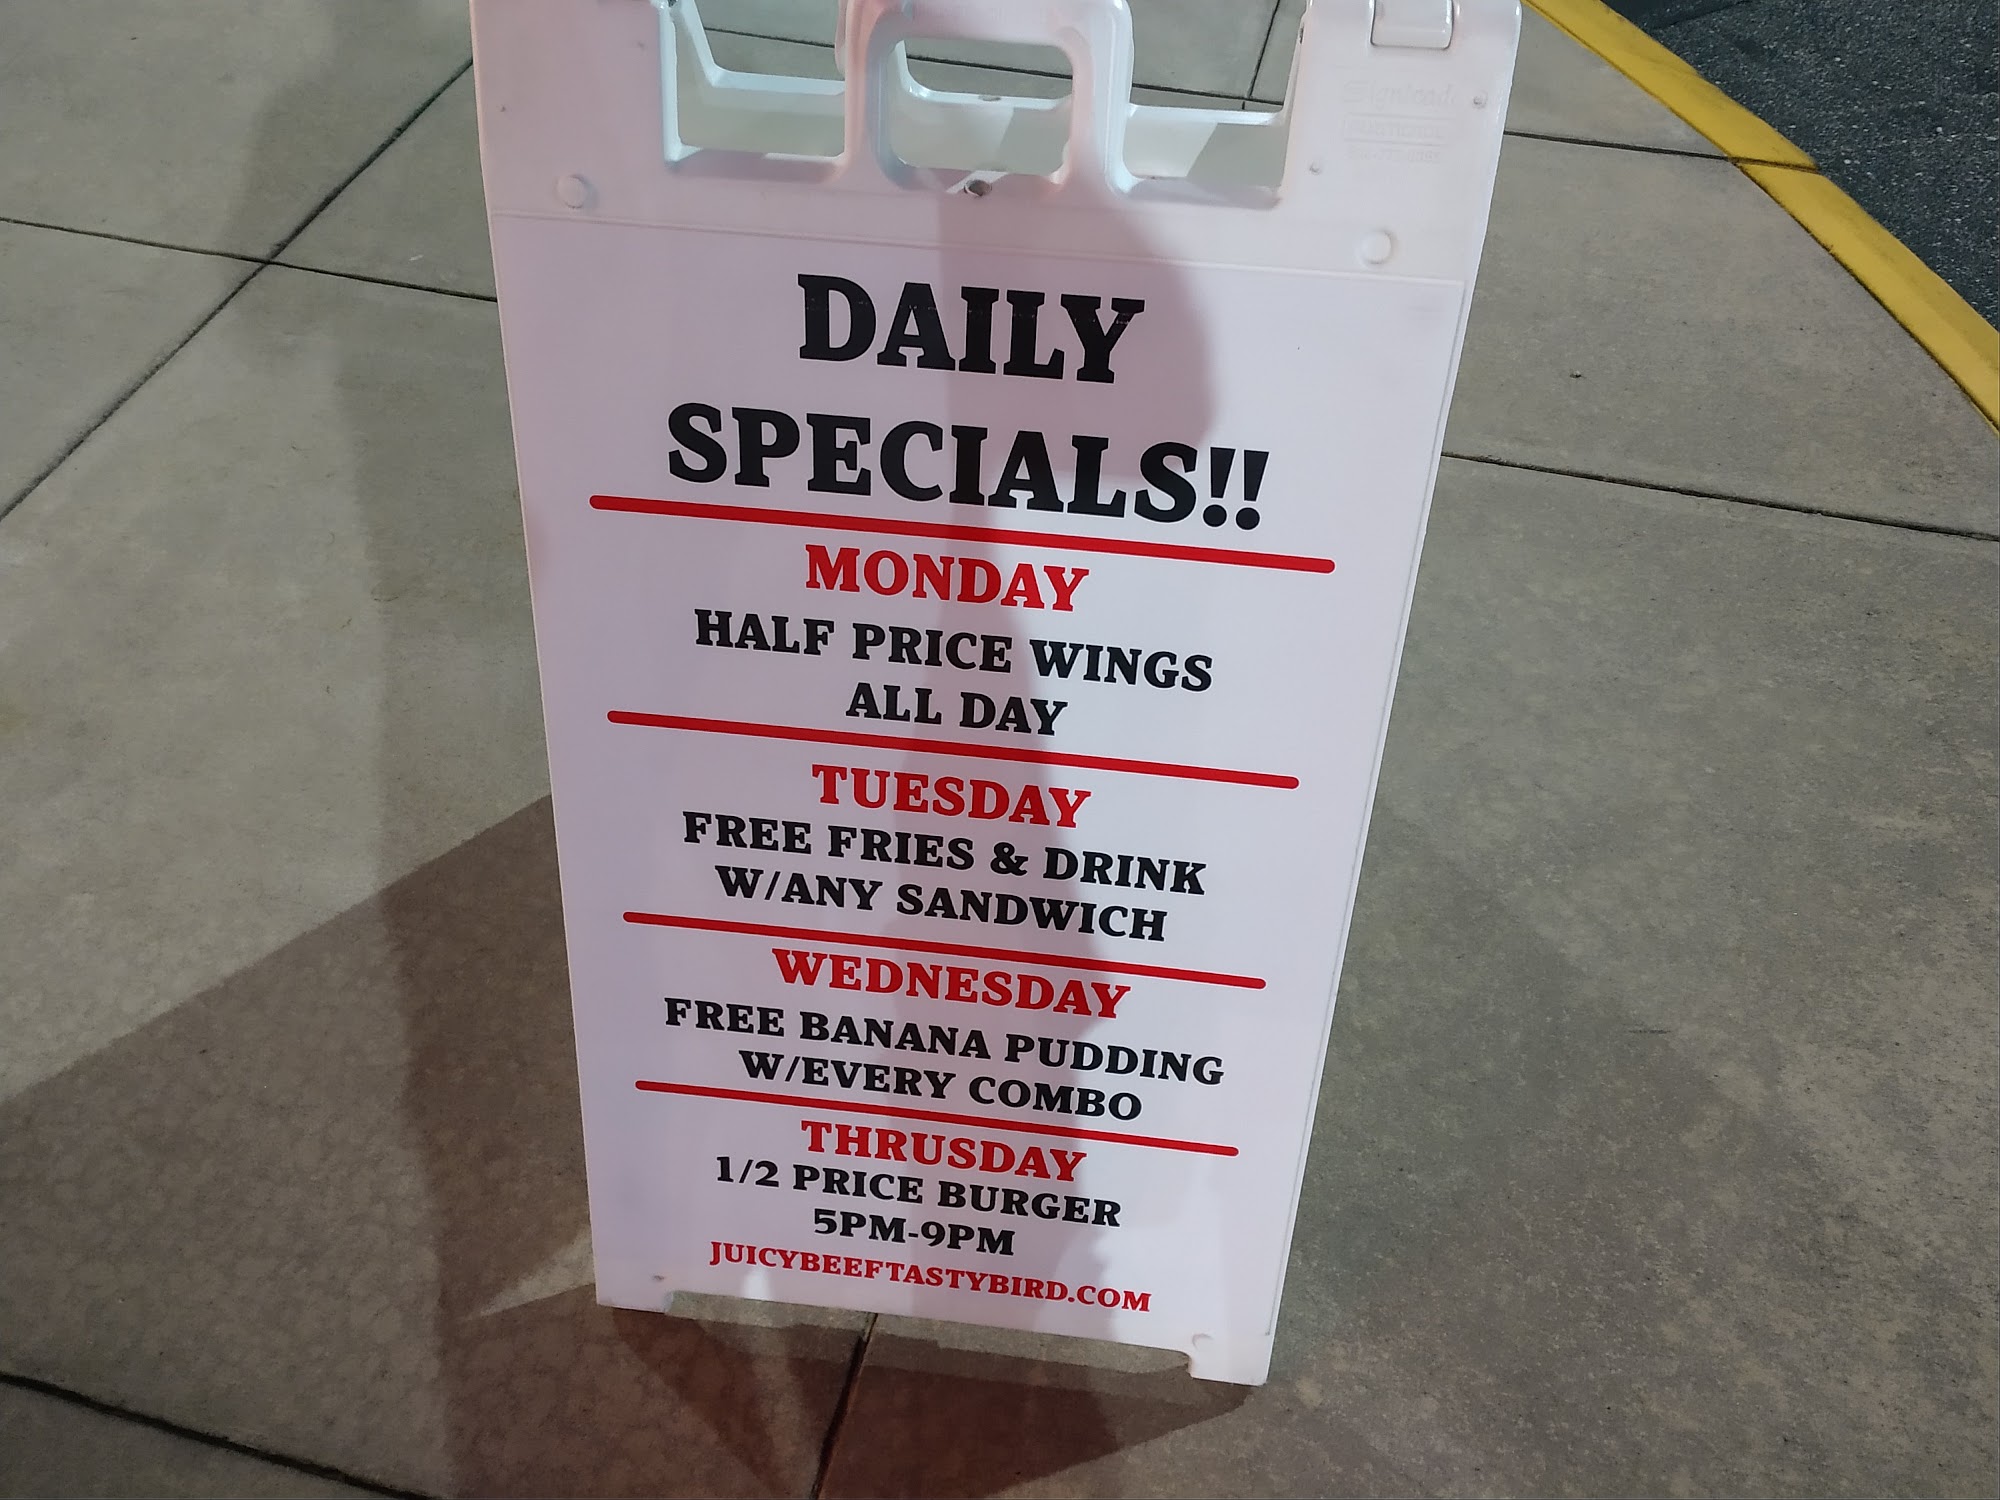 DAILY
SPECIALS!!
MONDAY
HALF PRICE WINGS
ALL DAY
TUESDAY
FREE FRIES & DRINK
W/ANY SANDWICH
WEDNESDAY
FREE BANANA PUDDING
W/EVERY COMBO
THRUSDAY
1/2 PRICE BURGER
5PM-9PM
JUICYBEEFTASTYBIRD.COM